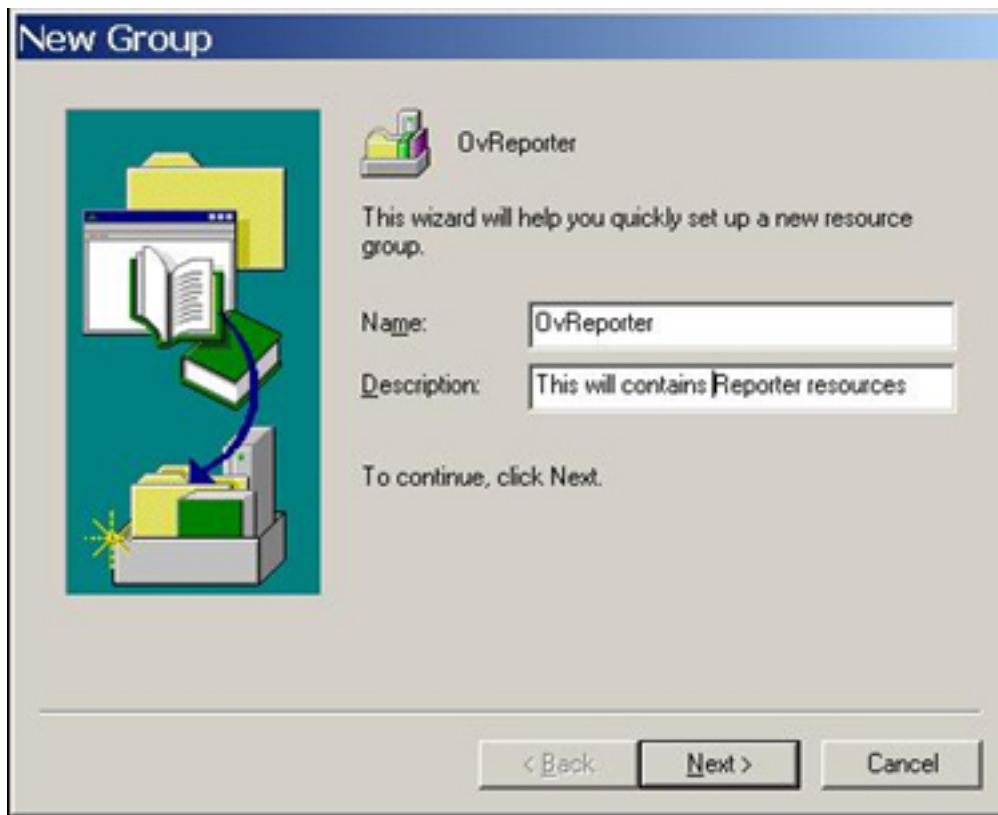 New Group
OvReporter
This wizard will help you quickly set up a new resource
group.
Name: OvReporter
Description: This will contains Reporter resources
To continue, click Next.
< Back Next > Cancel